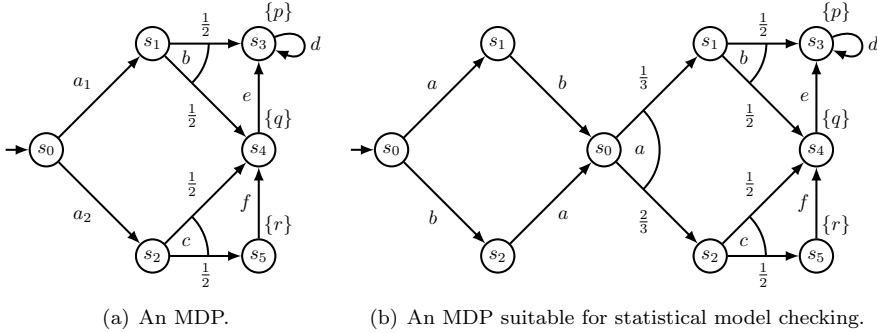 {p} {p}
s₁ 1/2 s₃ d s₁ s₁ 1/2 s₃ d
b b
a₁ e a b 1/3 e
1/2 {q} 1/2 {q}
s₀ s₄ s₀ s₀ a s₄
1/2 1/2
a₂ f b a 2/3 f
c {r} c {r}
s₂ 1/2 s₅ s₂ s₂ 1/2 s₅
(a) An MDP. (b) An MDP suitable for statistical model checking.